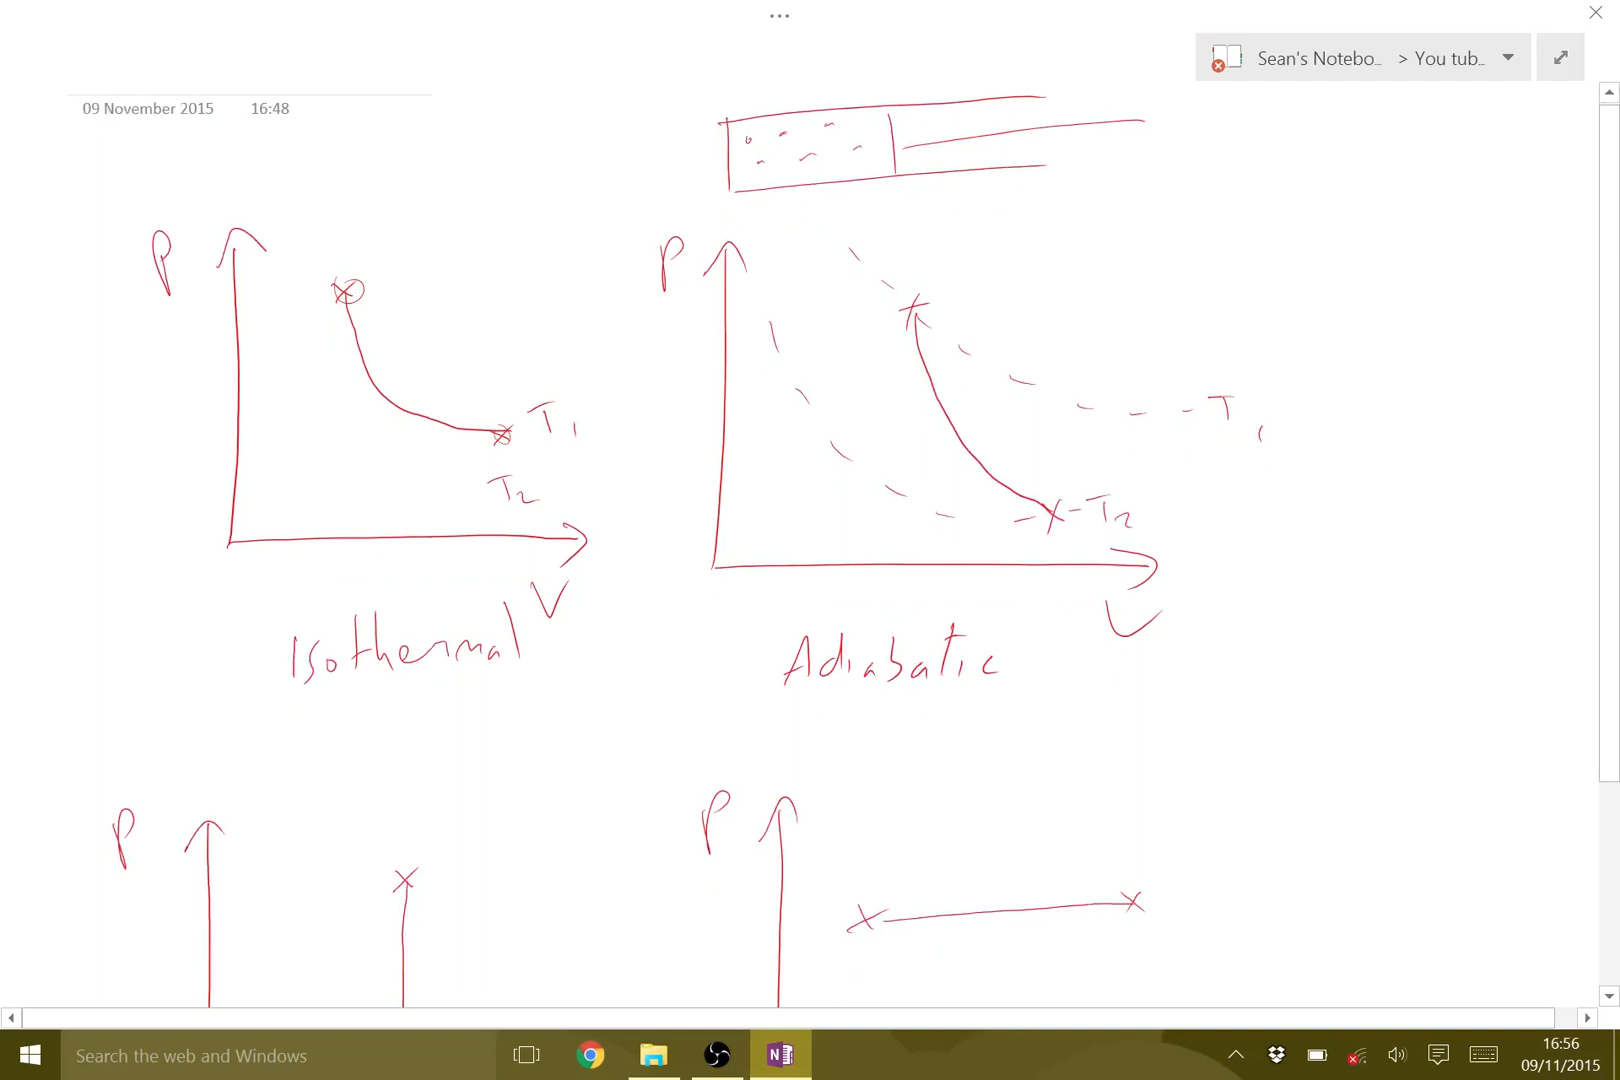 ...
Sean's Notebo... > You tub...
09 November 2015 16:48
P
T1
T2
V
Isothermal
P
T1
T2
V
Adiabatic
P
P
Search the web and Windows
16:56
09/11/2015